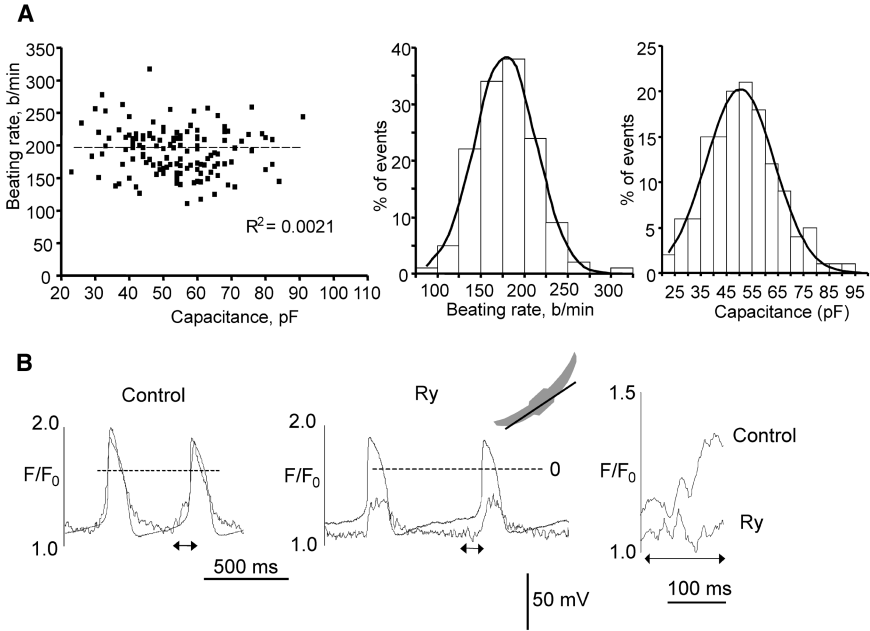 A
350
300
250
200
150
100
50
0
Beating rate, b/min
R2= 0.0021
20 30 40 50 60 70 80 90 100 110
Capacitance, pF
40
30
20
10
0
% of events
100 150 200 250 300
Beating rate, b/min
25
20
15
10
5
0
% of events
25 35 45 55 65 75 85 95
Capacitance (pF)
B
Control
2.0
F/F0
1.0
500 ms
Ry
2.0
F/F0
1.0
0
50 mV
1.5
F/F0
1.0
Control
Ry
100 ms